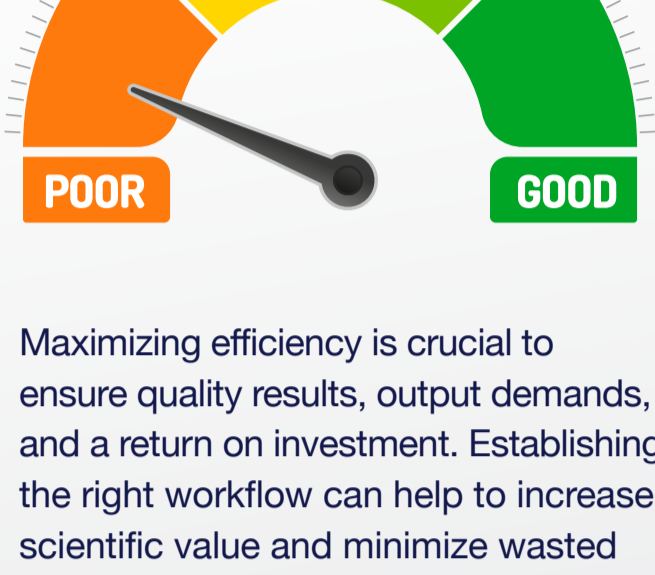 POOR GOOD
Maximizing efficiency is crucial to
ensure quality results, output demands,
and a return on investment. Establishing
the right workflow can help to increase
scientific value and minimize wasted